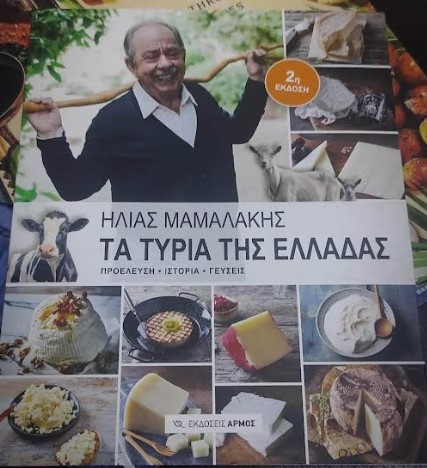 2η
ΕΚΔΟΣΗ
ΗΛΙΑΣ ΜΑΜΑΛΑΚΗΣ
ΤΑ ΤΥΡΙΑ ΤΗΣ ΕΛΛΑΔΑΣ
ΠΡΟΕΛΕΥΣΗ • ΙΣΤΟΡΙΑ • ΓΕΥΣΕΙΣ
ΕΚΔΟΣΕΙΣ ΑΡΜΟΣ